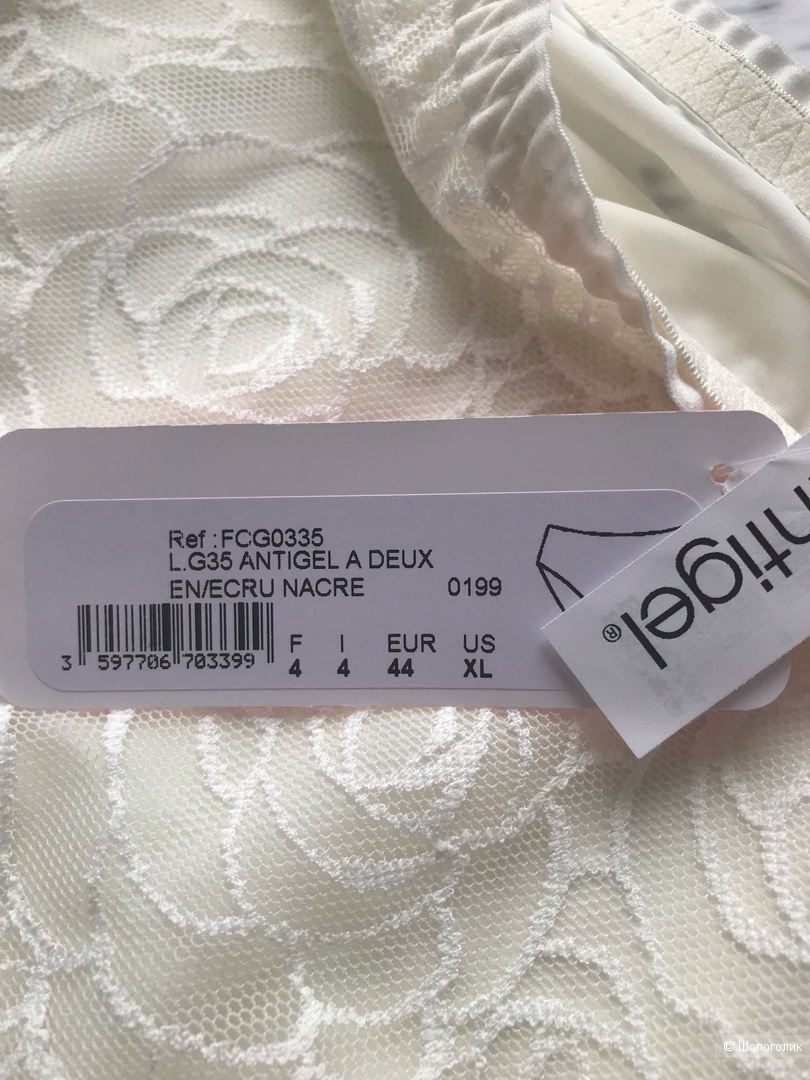 Ref :FCG0335
L.G35 ANTIGEL A DEUX
EN/ECRU NACRE 0199
F I EUR US
4 4 44 XL
3 597706 703399
ntigel®
© Шопоголик